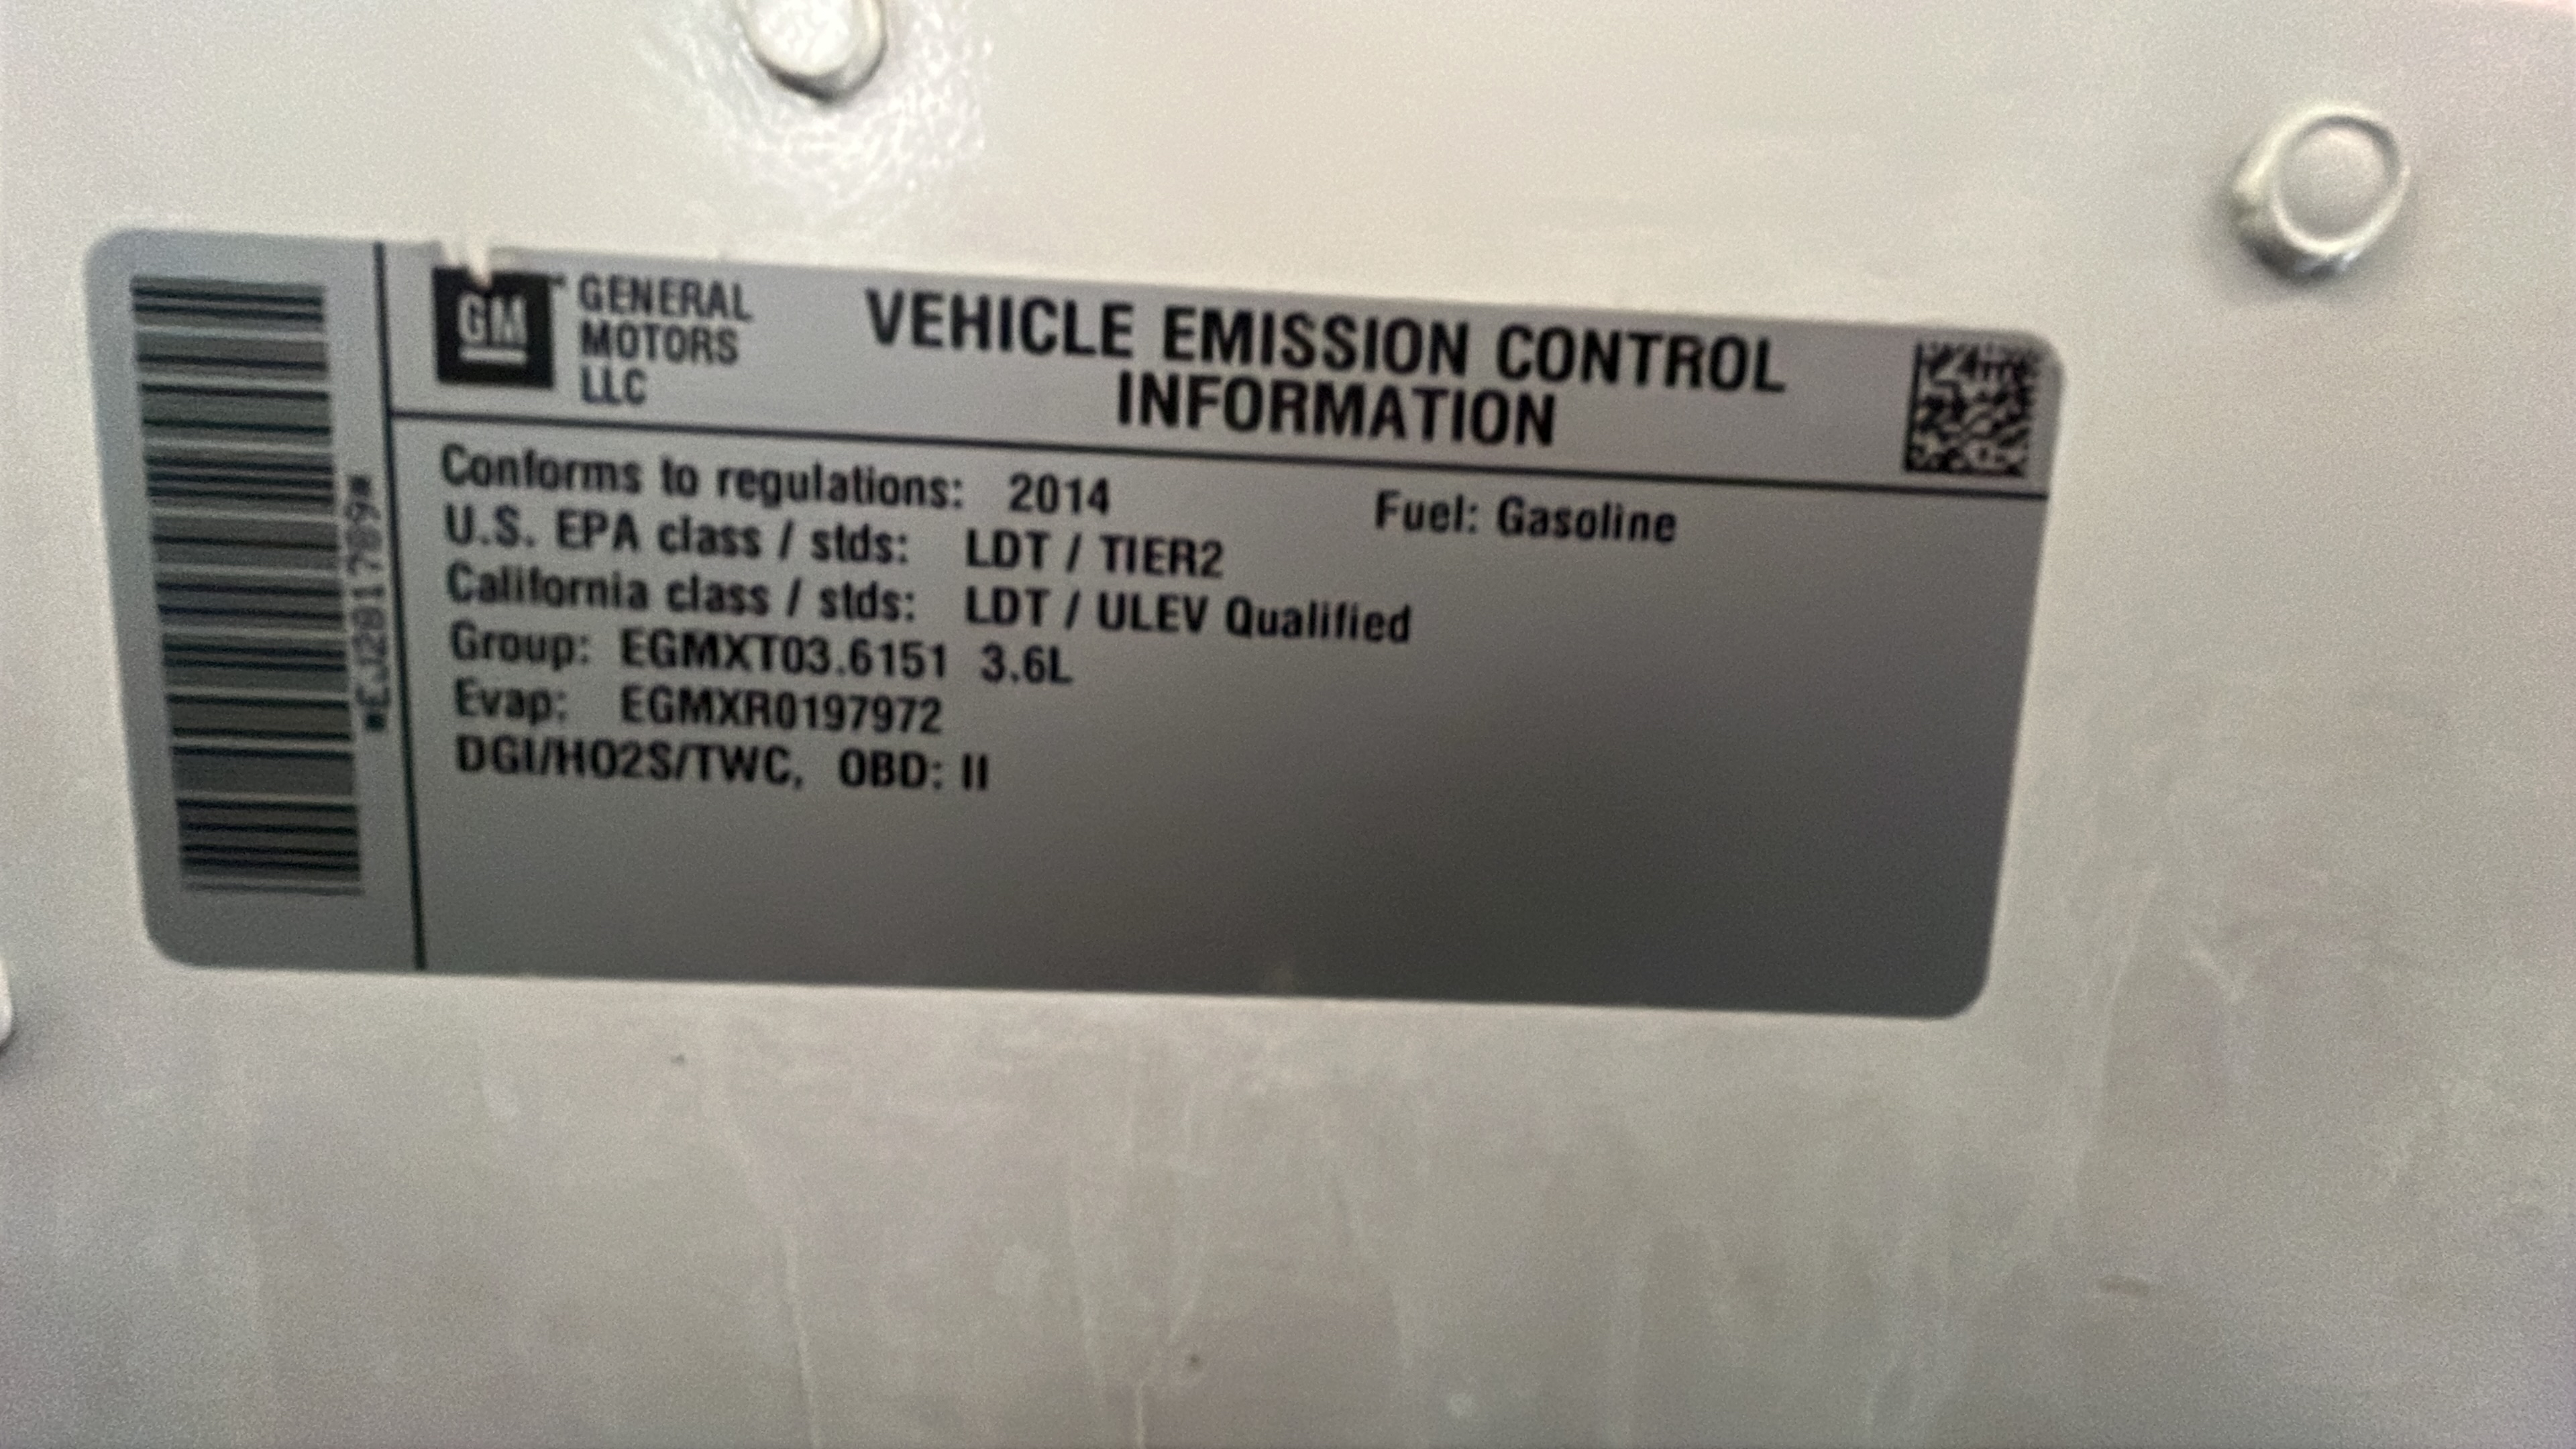 GM
GENERAL
MOTORS
LLC
VEHICLE EMISSION CONTROL
INFORMATION
Conforms to regulations: 2014
Fuel: Gasoline
U.S. EPA class / stds: LDT / TIER2
California class / stds: LDT / ULEV Qualified
Group: EGMXT03.6151 3.6L
Evap: EGMXR0197972
DGI/HO2S/TWC, OBD: II
*EJ281789*